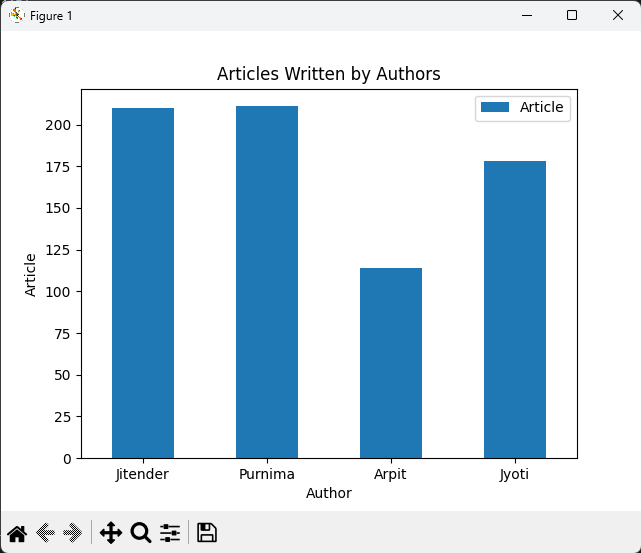 Figure 1
Articles Written by Authors
Article
200
175
150
125
100
75
50
25
0
Article
Jitender Purnima Arpit Jyoti
Author